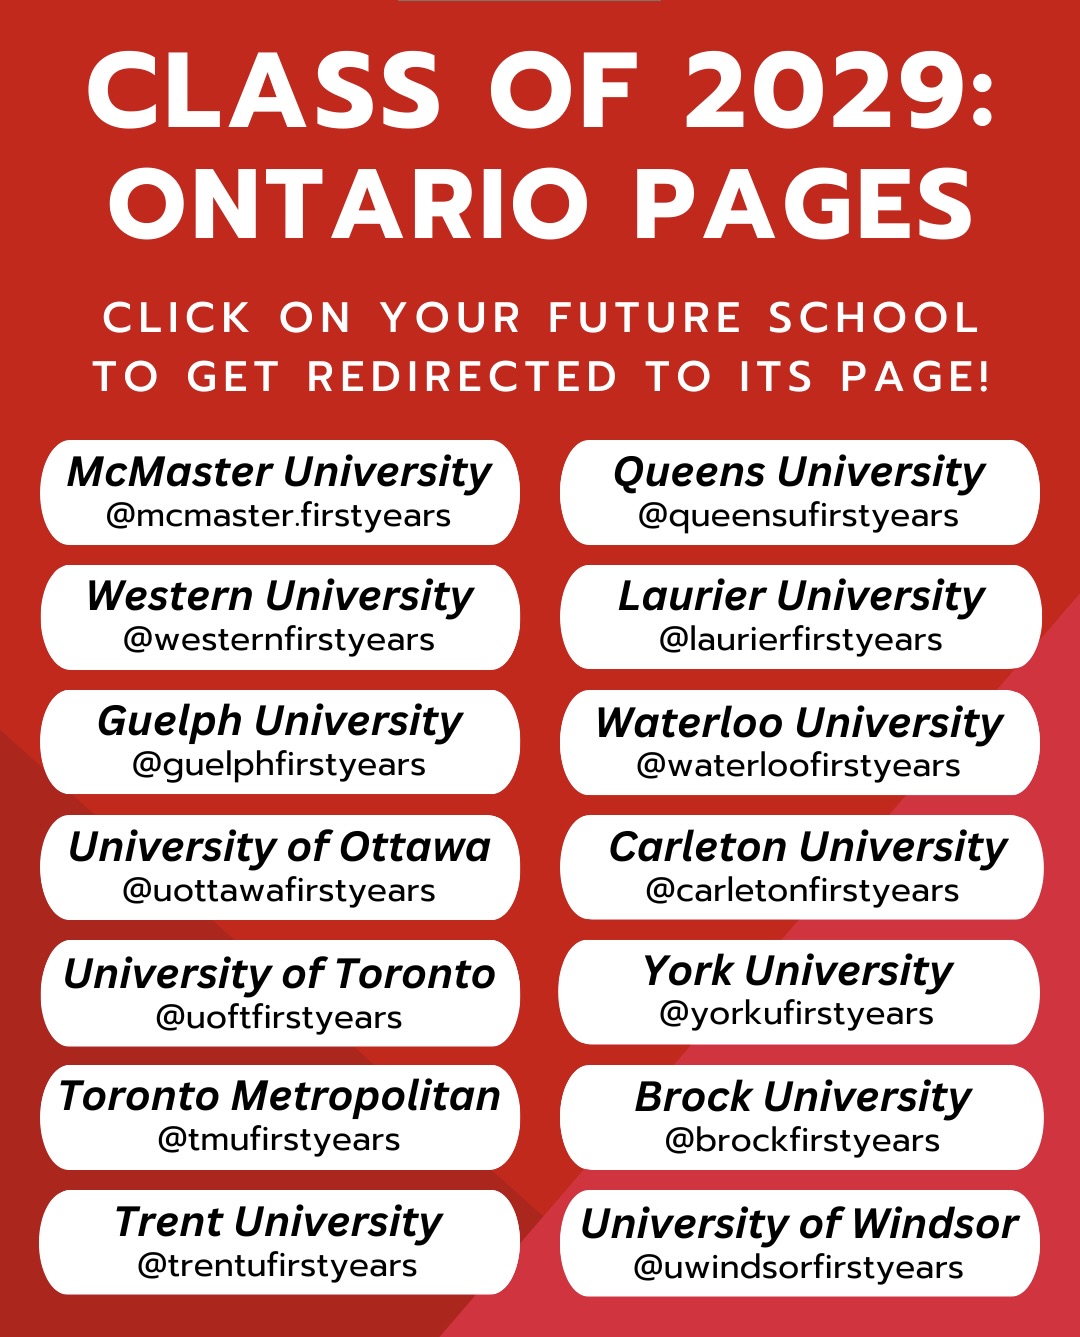 CLASS OF 2029:
ONTARIO PAGES
CLICK ON YOUR FUTURE SCHOOL
TO GET REDIRECTED TO ITS PAGE!
McMaster University
@mcmaster.firstyears
Queens University
@queensufirstyears
Western University
@westernfirstyears
Laurier University
@laurierfirstyears
Guelph University
@guelphfirstyears
Waterloo University
@waterloofirstyears
University of Ottawa
@uottawafirstyears
Carleton University
@carletonfirstyears
University of Toronto
@uoftfirstyears
York University
@yorkufirstyears
Toronto Metropolitan
@tmufirstyears
Brock University
@brockfirstyears
Trent University
@trentufirstyears
University of Windsor
@uwindsorfirstyears